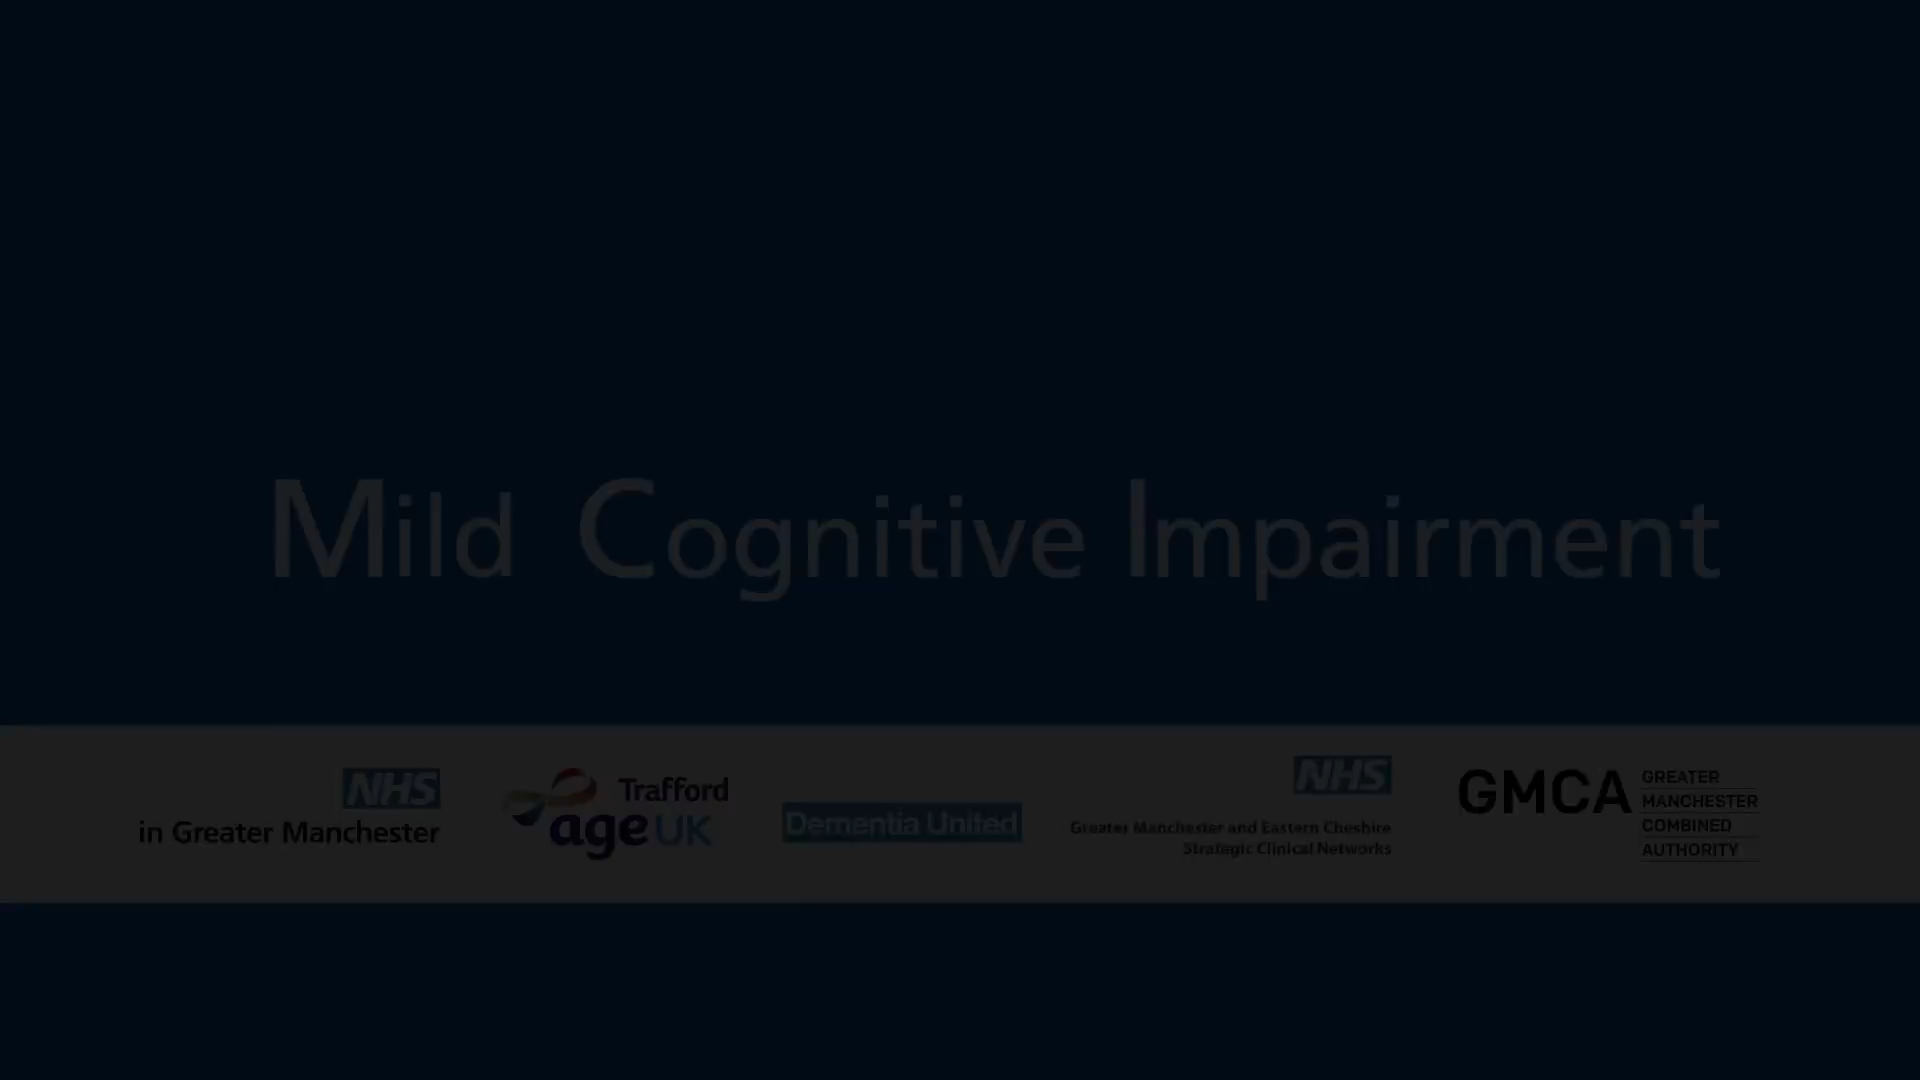 Mild Cognitive Impairment
NHS
in Greater Manchester
Trafford
age UK
Dementia United
NHS
Greater Manchester and Eastern Cheshire
Strategic Clinical Networks
GMCA
GREATER
MANCHESTER
COMBINED
AUTHORITY